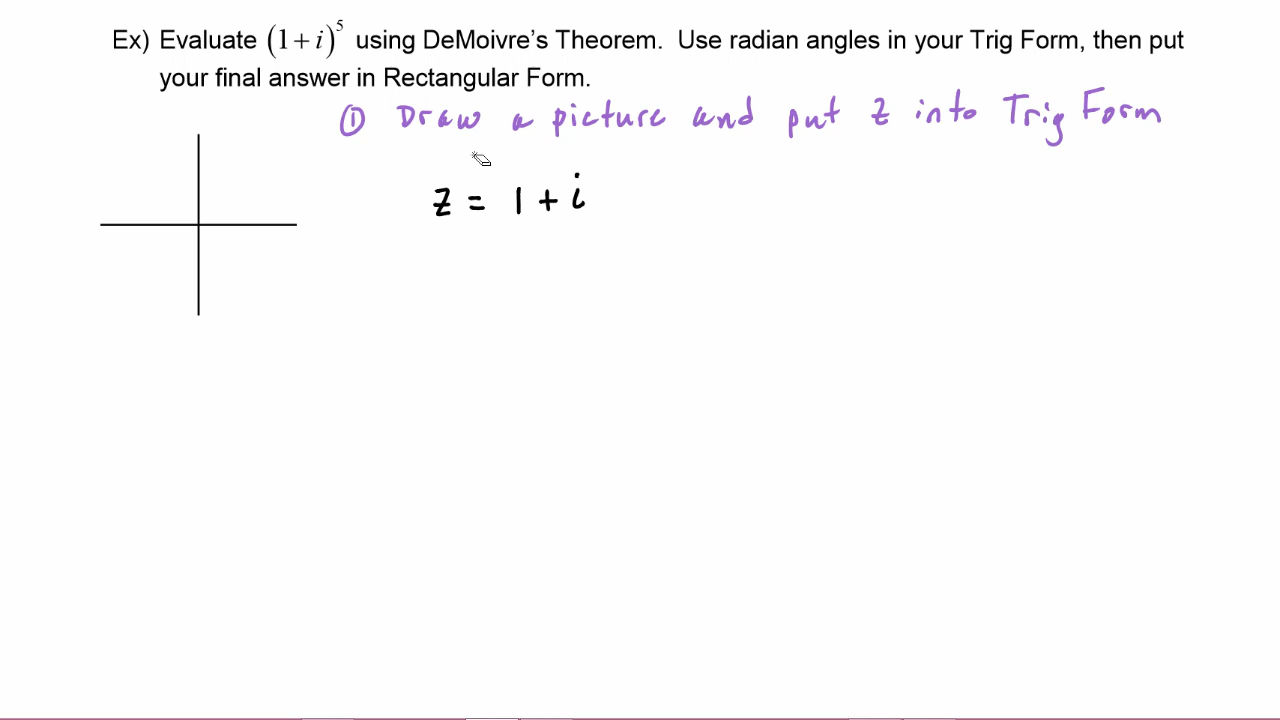 Ex) Evaluate (1+i)^5 using DeMoivre's Theorem. Use radian angles in your Trig Form, then put
your final answer in Rectangular Form.
① Draw a picture and put z into Trig Form
z = 1 + i